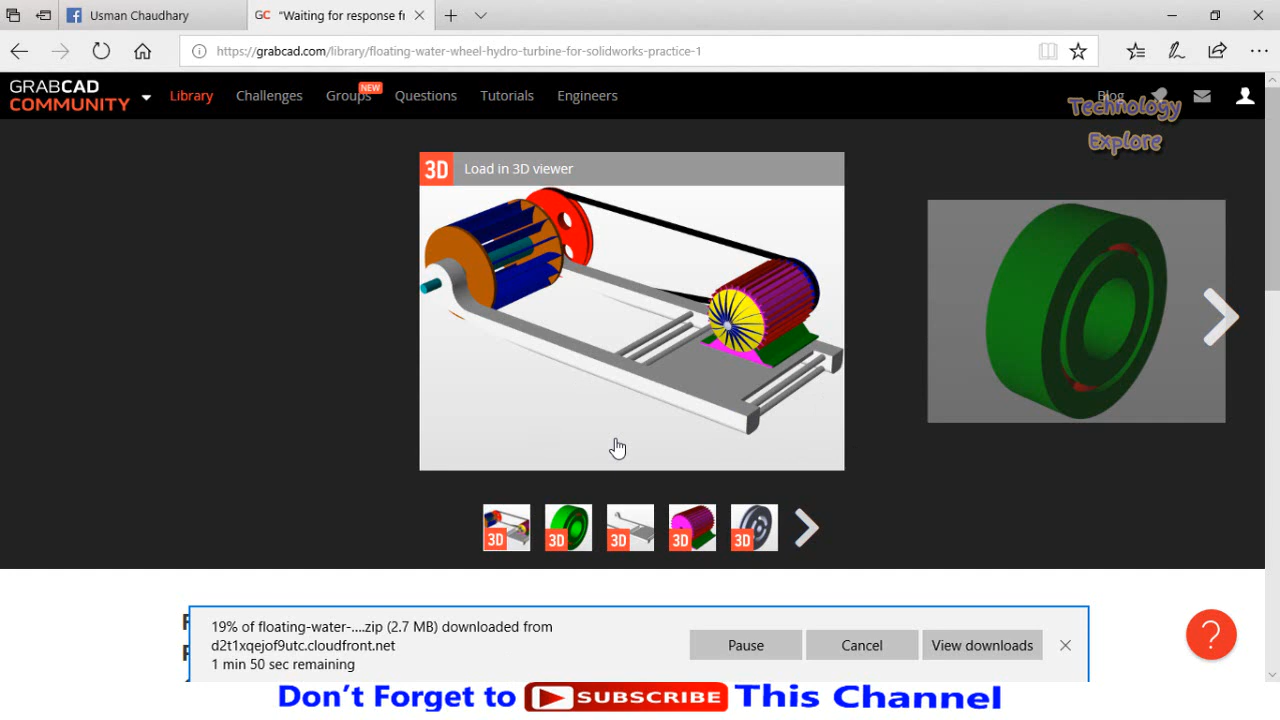 Usman Chaudhary
GC "Waiting for response fr
https://grabcad.com/library/floating-water-wheel-hydro-turbine-for-solidworks-practice-1
GRABCAD
COMMUNITY
Library
Challenges
Groups
NEW
Questions
Tutorials
Engineers
Blog
Technology
Explore
3D
Load in 3D viewer
3D
3D
3D
3D
3D
19% of floating-water-....zip (2.7 MB) downloaded from
d2t1xqejof9utc.cloudfront.net
1 min 50 sec remaining
Pause
Cancel
View downloads
?
Don't Forget to SUBSCRIBE This Channel